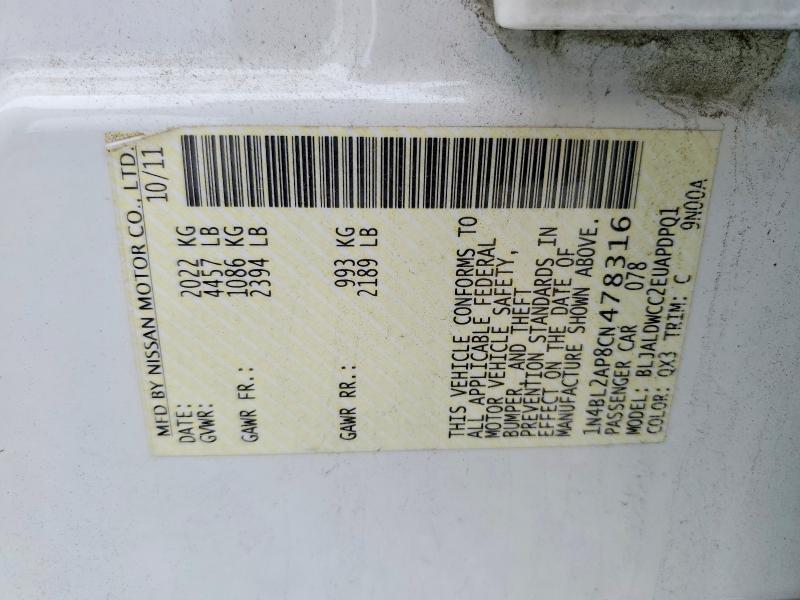 MFD BY NISSAN MOTOR CO., LTD.
DATE: 10/11
GVWR: 2022 KG
4457 LB
GAWR FR.: 1086 KG
2394 LB
GAWR RR.: 993 KG
2189 LB
THIS VEHICLE CONFORMS TO
ALL APPLICABLE FEDERAL
MOTOR VEHICLE SAFETY,
BUMPER, AND THEFT
PREVENTION STANDARDS IN
EFFECT ON THE DATE OF
MANUFACTURE SHOWN ABOVE.
1N4BL2AP8CN478316
PASSENGER CAR 078
MODEL: BLJALDWCC2EUAPDPQ1
COLOR: QX3 TRIM: C 9N00A